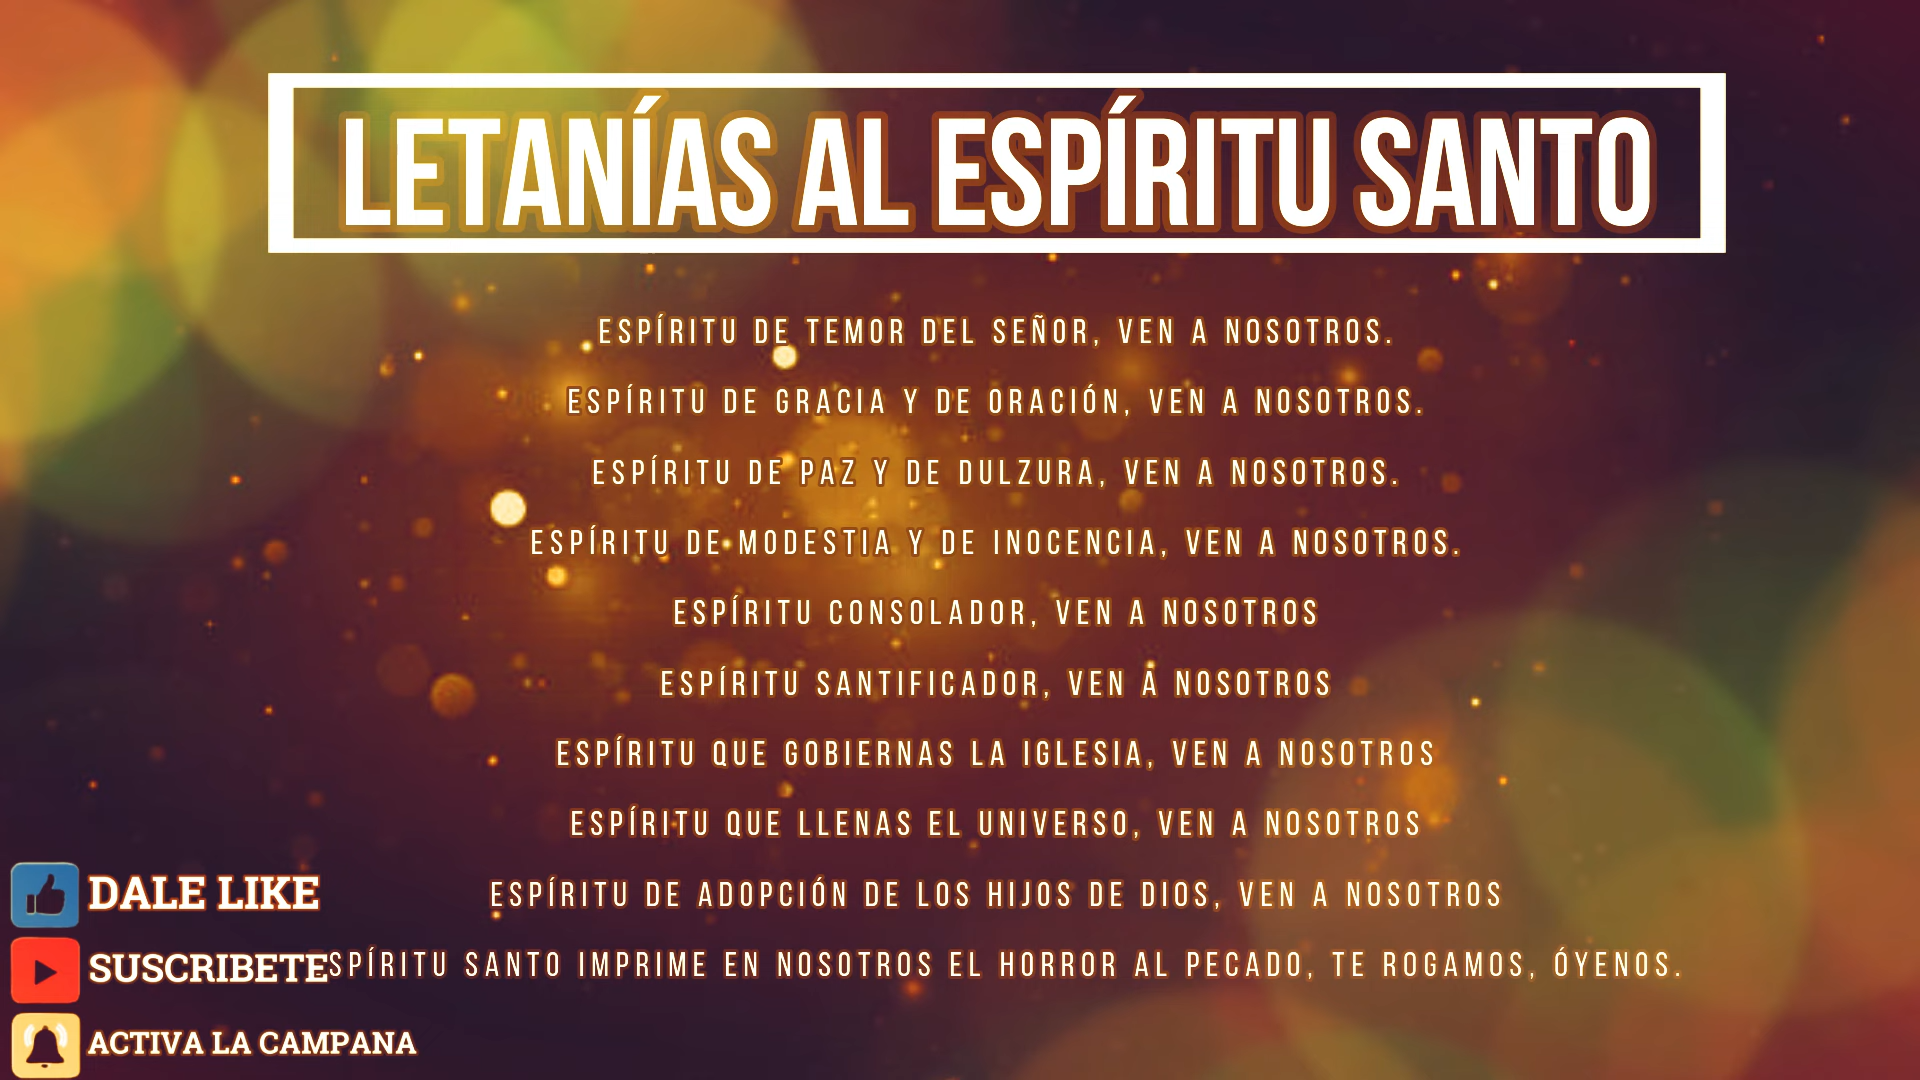 LETANÍAS AL ESPÍRITU SANTO
ESPÍRITU DE TEMOR DEL SEÑOR, VEN A NOSOTROS.
ESPÍRITU DE GRACIA Y DE ORACIÓN, VEN A NOSOTROS.
ESPÍRITU DE PAZ Y DE DULZURA, VEN A NOSOTROS.
ESPÍRITU DE MODESTIA Y DE INOCENCIA, VEN A NOSOTROS.
ESPÍRITU CONSOLADOR, VEN A NOSOTROS
ESPÍRITU SANTIFICADOR, VEN A NOSOTROS
ESPÍRITU QUE GOBIERNAS LA IGLESIA, VEN A NOSOTROS
ESPÍRITU QUE LLENAS EL UNIVERSO, VEN A NOSOTROS
ESPÍRITU DE ADOPCIÓN DE LOS HIJOS DE DIOS, VEN A NOSOTROS
SPÍRITU SANTO IMPRIME EN NOSOTROS EL HORROR AL PECADO, TE ROGAMOS, ÓYENOS.
DALE LIKE
SUSCRIBETE
ACTIVA LA CAMPANA